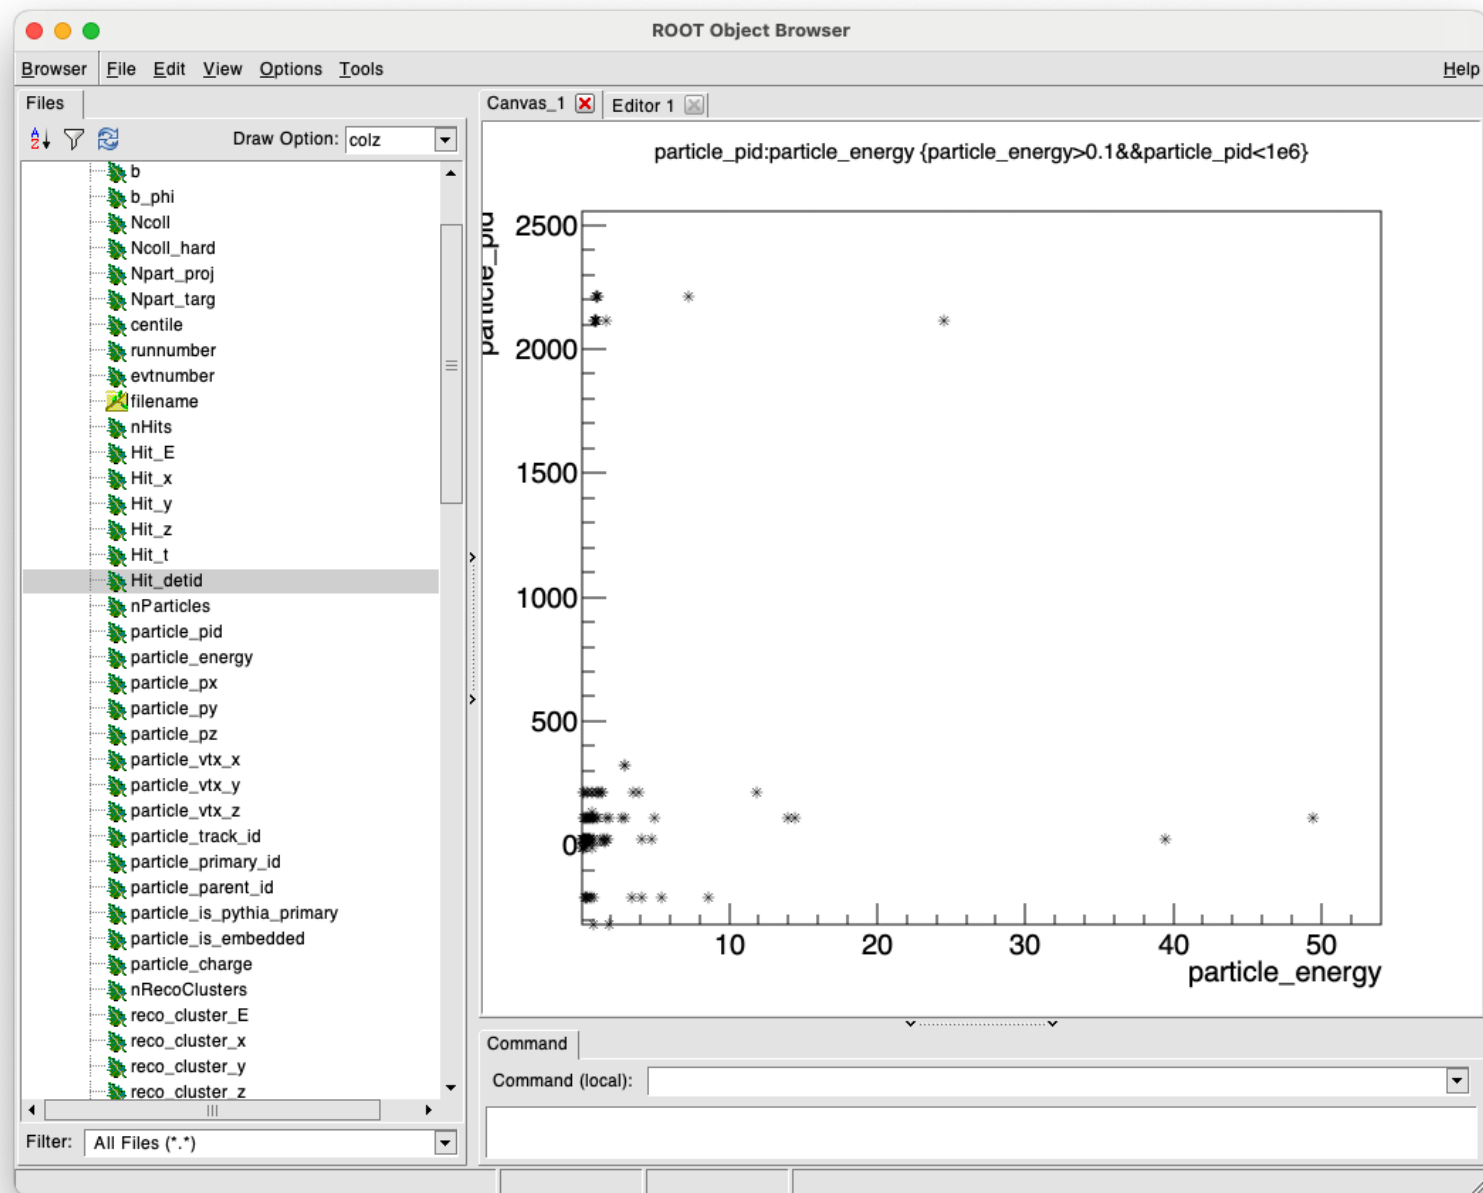 ROOT Object Browser
Browser File Edit View Options Tools Help
Files
Draw Option: colz
b
b_phi
Ncoll
Ncoll_hard
Npart_proj
Npart_targ
centile
runnumber
evtnumber
filename
nHits
Hit_E
Hit_x
Hit_y
Hit_z
Hit_t
Hit_detid
nParticles
particle_pid
particle_energy
particle_px
particle_py
particle_pz
particle_vtx_x
particle_vtx_y
particle_vtx_z
particle_track_id
particle_primary_id
particle_parent_id
particle_is_pythia_primary
particle_is_embedded
particle_charge
nRecoClusters
reco_cluster_E
reco_cluster_x
reco_cluster_y
reco_cluster_z
Filter: All Files (*.*)
Canvas_1 Editor 1
particle_pid:particle_energy {particle_energy>0.1&&particle_pid<1e6}
particle_pid
2500
2000
1500
1000
500
0
10 20 30 40 50
particle_energy
Command
Command (local):